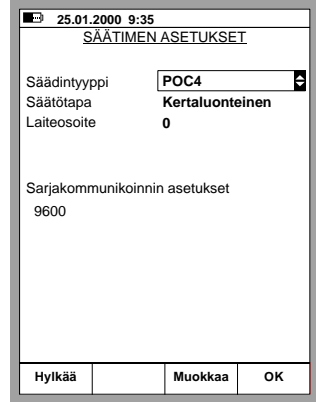 25.01.2000 9:35
SÄÄTIMEN ASETUKSET
Säädintyyppi POC4
Säätötapa Kertaluonteinen
Laiteosoite 0
Sarjakommunikoinnin asetukset
9600
Hylkää Muokkaa OK